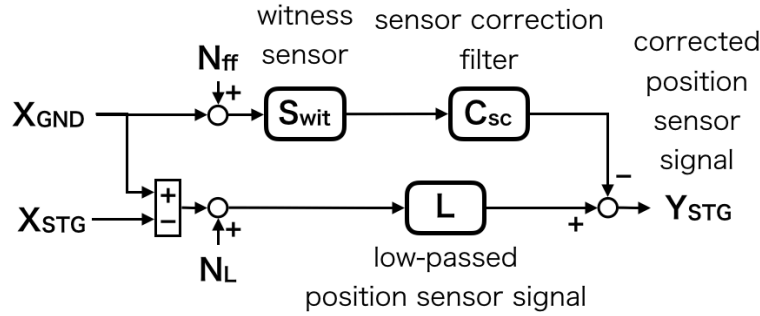 witness
sensor
sensor correction
filter
corrected
position
sensor
signal
Nff
+
XGND
Swit
Csc
−
+
−
XSTG
+
NL
L
+
YSTG
low-passed
position sensor signal